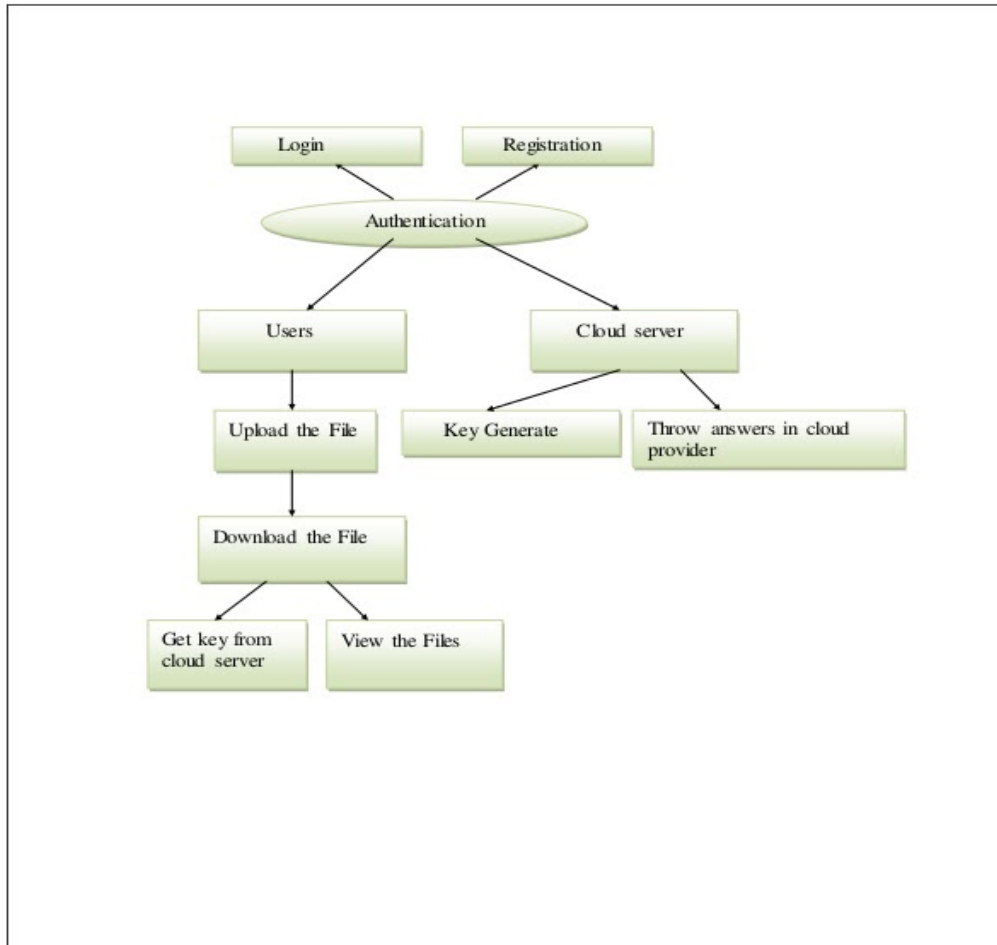 Login
Registration
Authentication
Users
Cloud server
Upload the File
Key Generate
Throw answers in cloud
provider
Download the File
Get key from
cloud server
View the Files